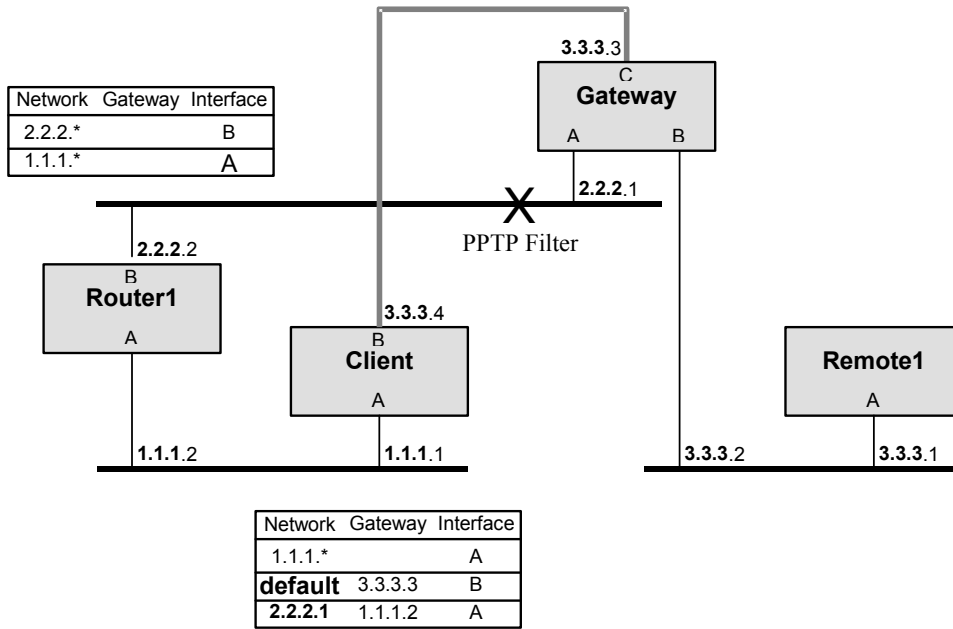 3.3.3.3
C
Gateway
A B
Network Gateway Interface
2.2.2.* B
1.1.1.* A
2.2.2.1
X
PPTP Filter
2.2.2.2
B
Router1
A
3.3.3.4
B
Client
A
Remote1
A
1.1.1.2
1.1.1.1
3.3.3.2
3.3.3.1
Network Gateway Interface
1.1.1.* A
default 3.3.3.3 B
2.2.2.1 1.1.1.2 A